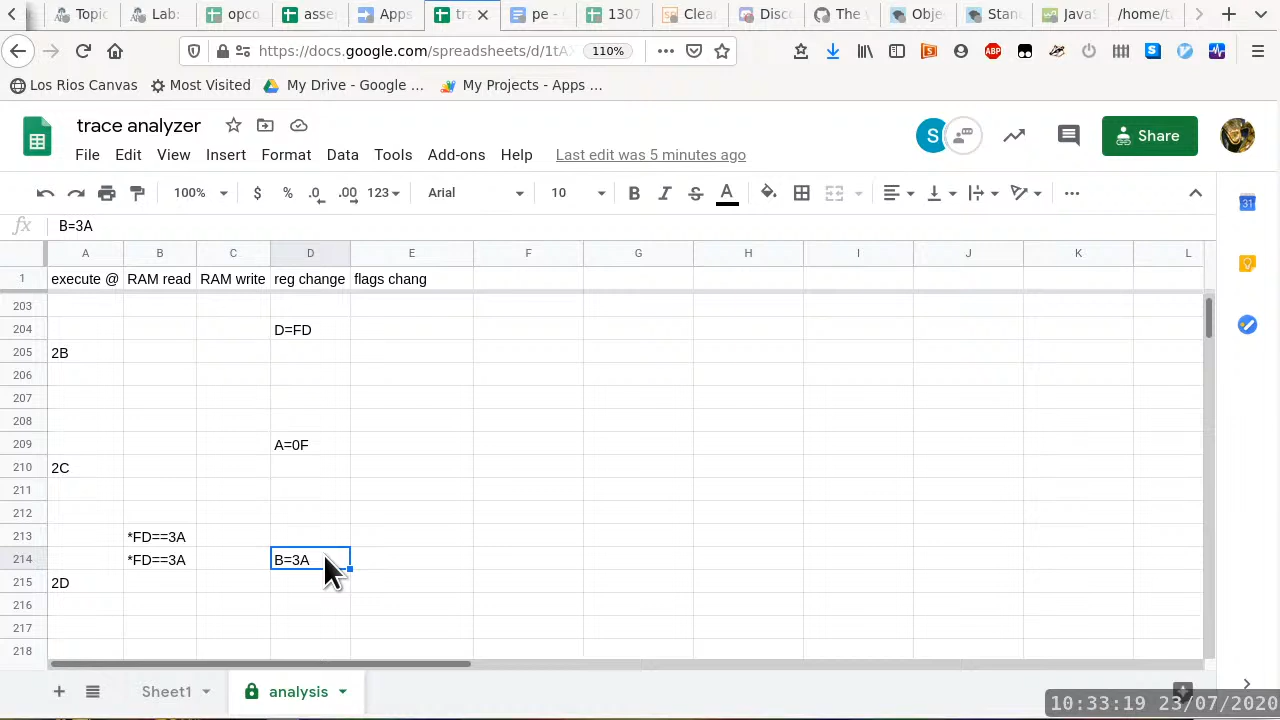 Topic
Lab:
opco
asse
Apps
tra
pe -
1307
Clea
Disc
The
Obje
Stan
JavaS
/home/t
https://docs.google.com/spreadsheets/d/1tA
110%
Los Rios Canvas
Most Visited
My Drive - Google ...
My Projects - Apps ...
trace analyzer
S
Share
File Edit View Insert Format Data Tools Add-ons Help Last edit was 5 minutes ago
100% $ % .0 .00 123 Arial 10 B I S A
31
fx B=3A
A B C D E F G H I J K L
1 execute @ RAM read RAM write reg change flags chang
203
204 D=FD
205 2B
206
207
208
209 A=0F
210 2C
211
212
213 *FD==3A
214 *FD==3A B=3A
215 2D
216
217
218
Sheet1 analysis
10:33:19 23/07/2020